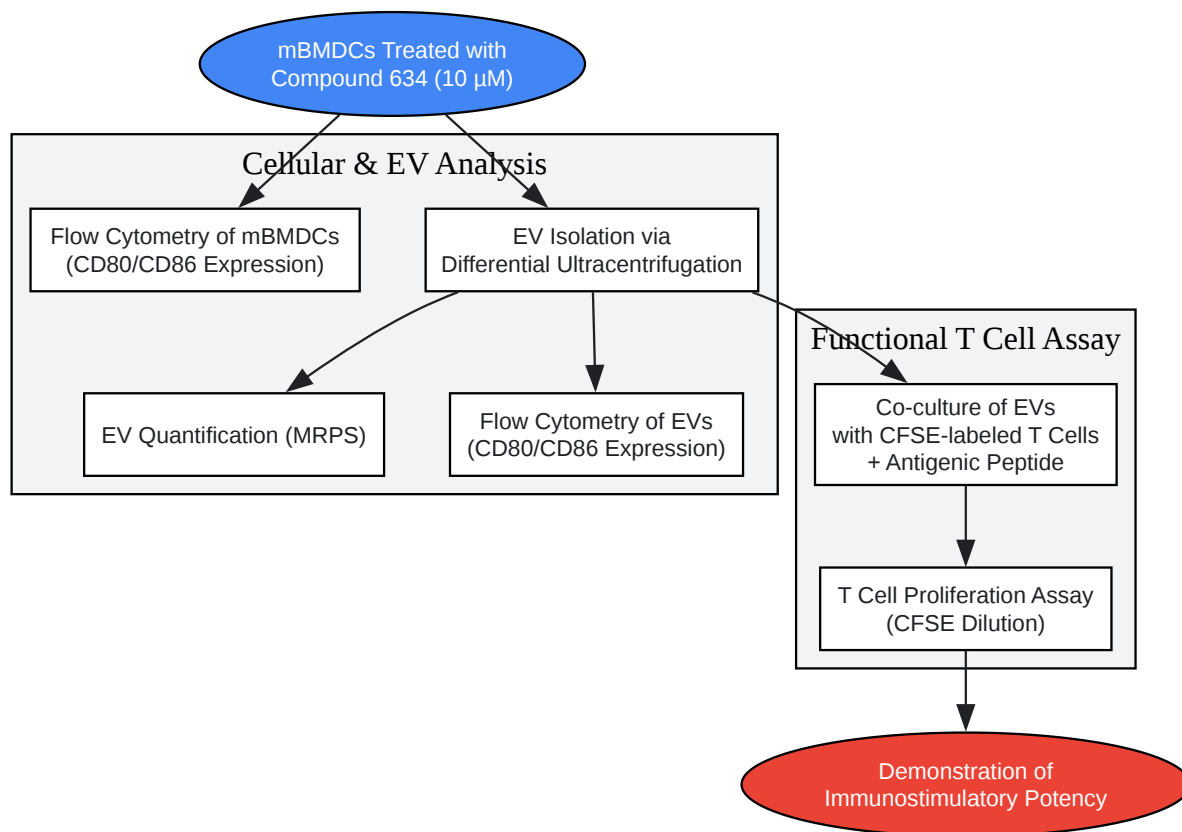 mBMDCs Treated with
Compound 634 (10 µM)
Cellular & EV Analysis
Flow Cytometry of mBMDCs
(CD80/CD86 Expression)
EV Isolation via
Differential Ultracentrifugation
EV Quantification (MRPS)
Flow Cytometry of EVs
(CD80/CD86 Expression)
Functional T Cell Assay
Co-culture of EVs
with CFSE-labeled T Cells
+ Antigenic Peptide
T Cell Proliferation Assay
(CFSE Dilution)
Demonstration of
Immunostimulatory Potency